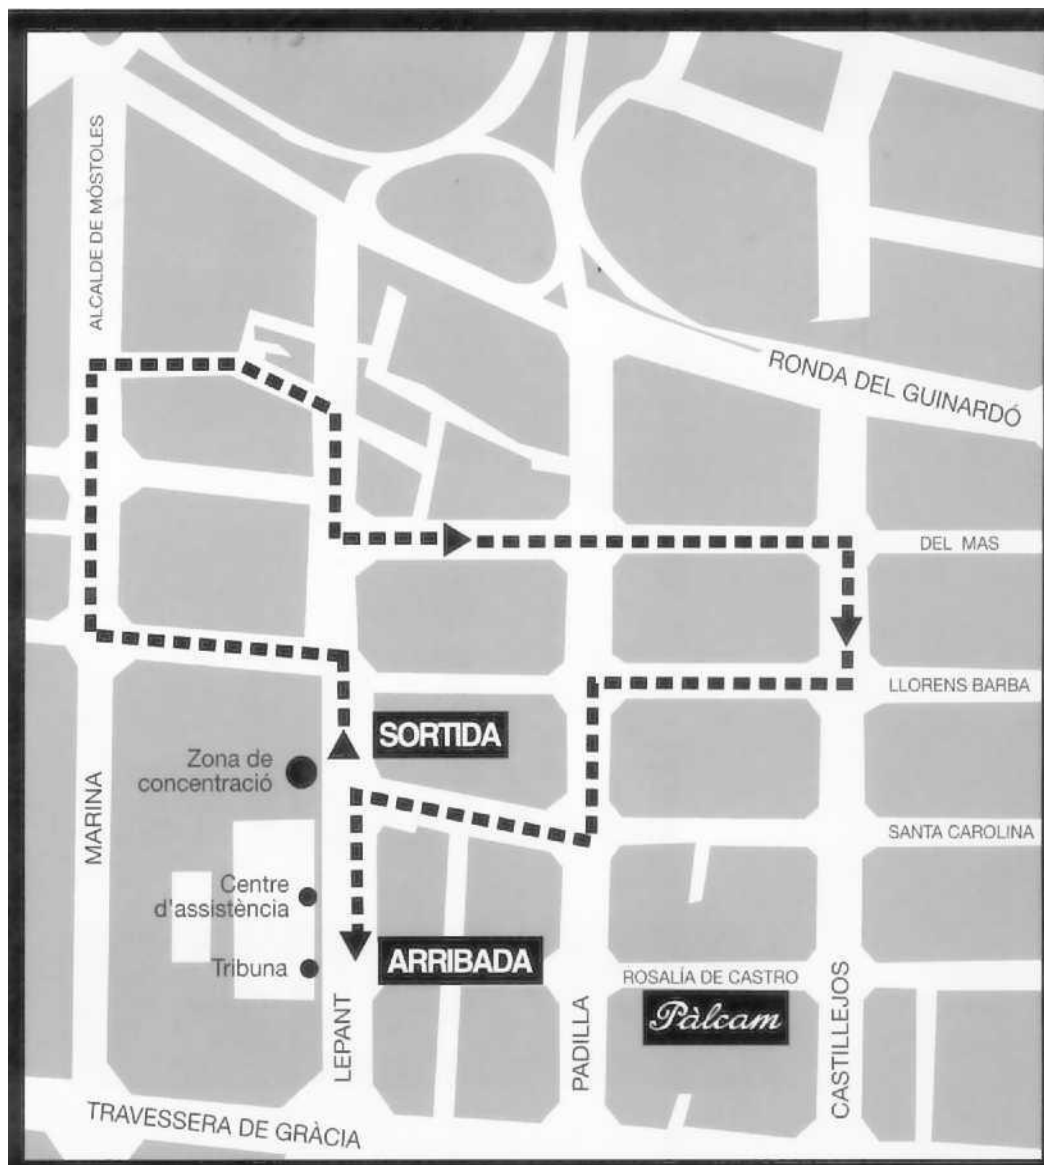 ALCALDE DE MÓSTOLES
RONDA DEL GUINARDÓ
DEL MAS
LLORENS BARBA
SORTIDA
Zona de
concentració
MARINA
SANTA CAROLINA
Centre
d'assistència
Tribuna
ARRIBADA
ROSALÍA DE CASTRO
Pàlcam
LEPANT
PADILLA
CASTILLEJOS
TRAVESSERA DE GRÀCIA